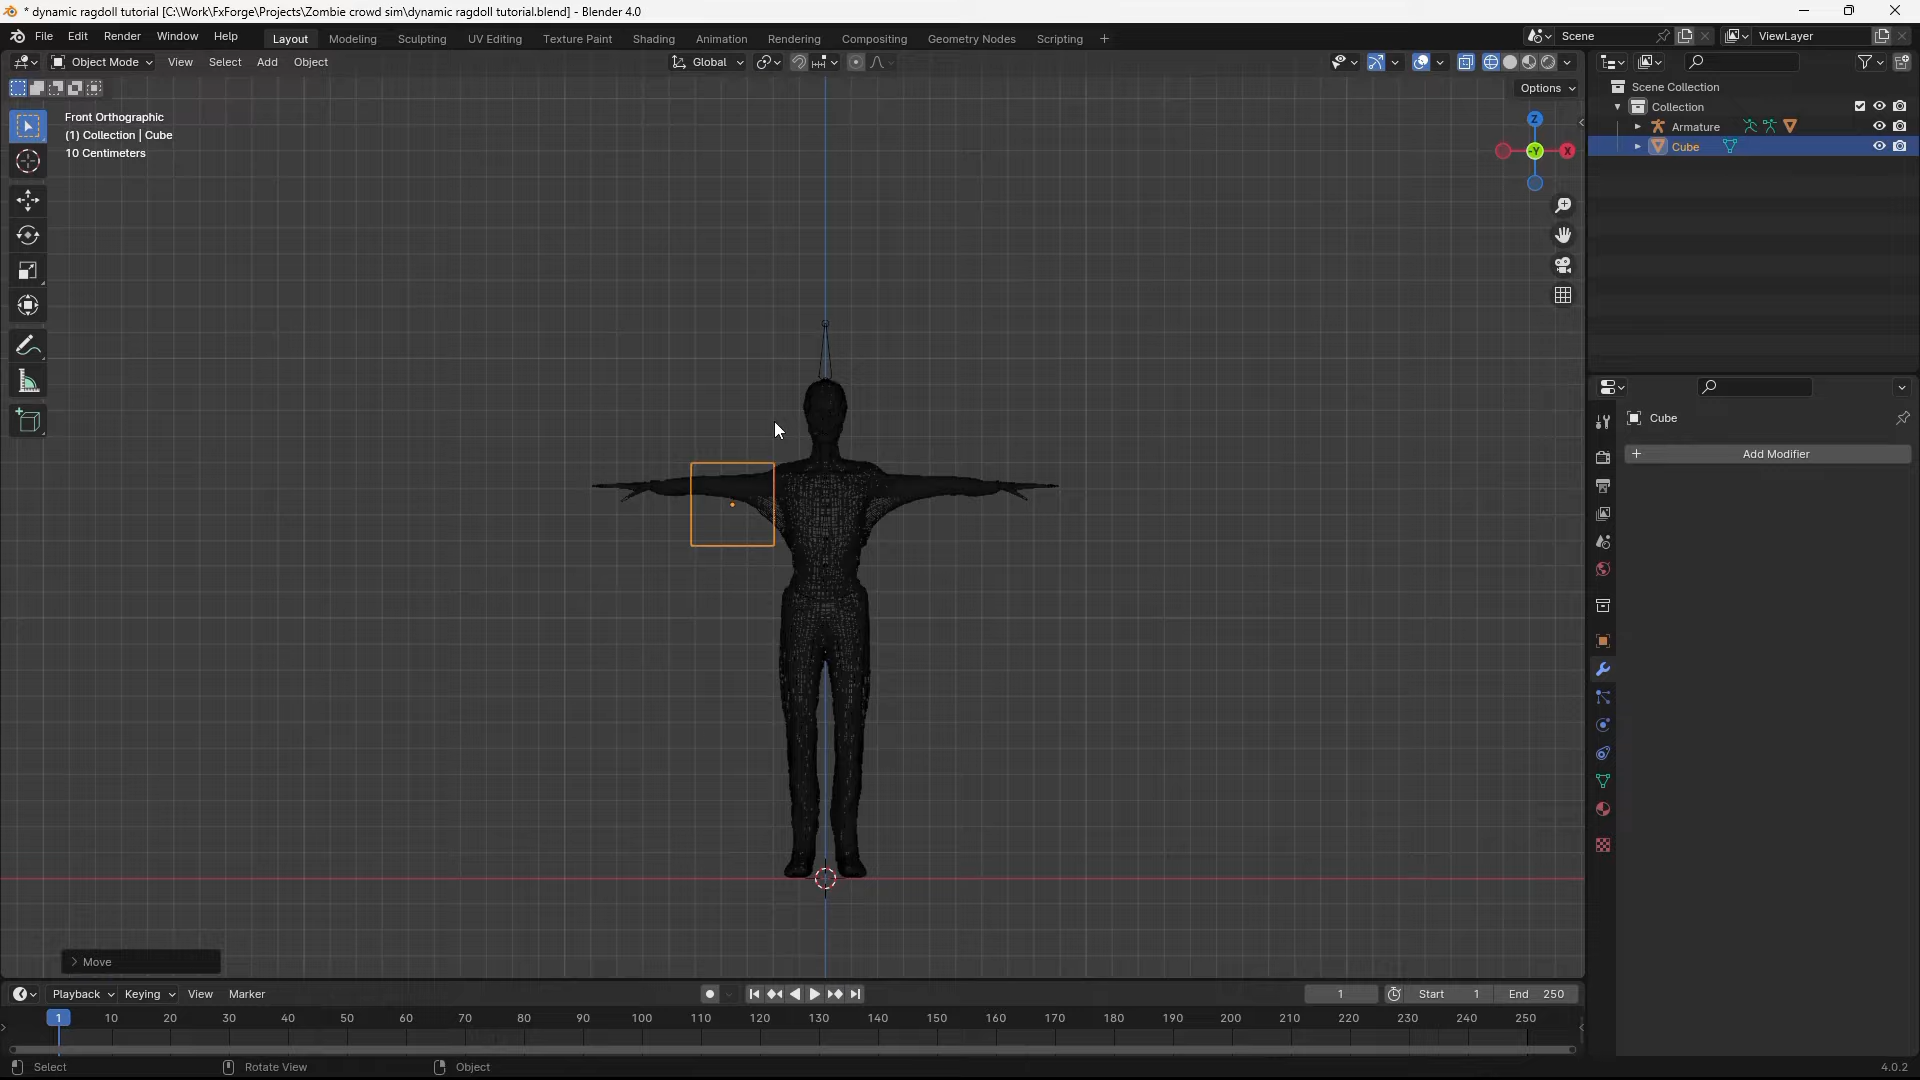 * dynamic ragdoll tutorial [C:\Work\FxForge\Projects\Zombie crowd sim\dynamic ragdoll tutorial.blend] - Blender 4.0
File Edit Render Window Help Layout Modeling Sculpting UV Editing Texture Paint Shading Animation Rendering Compositing Geometry Nodes Scripting + Scene ViewLayer
Object Mode View Select Add Object Global
Options
Front Orthographic
(1) Collection | Cube
10 Centimeters
Z
-Y
X
Scene Collection
Collection
Armature
Cube
Cube
+ Add Modifier
> Move
Playback Keying View Marker 1 Start 1 End 250
1 10 20 30 40 50 60 70 80 90 100 110 120 130 140 150 160 170 180 190 200 210 220 230 240 250
Select Rotate View Object 4.0.2